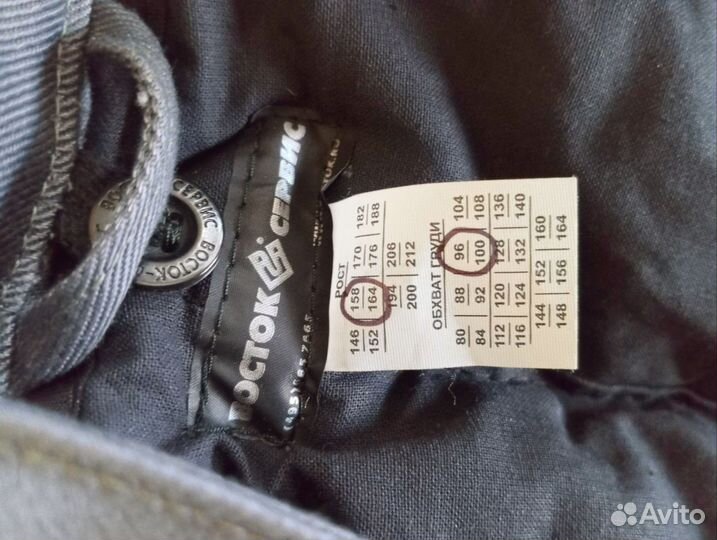 ВОСТОК СЕРВИС
СЕРВИС ВОСТОК-
РОСТ
146 158 170 182
152 164 176 188
194 206
200 212
ОБХВАТ ГРУДИ
80 88 96 104
84 92 100 108
112 120 128 136
116 124 132 140
144 152 160
148 156 164
Avito